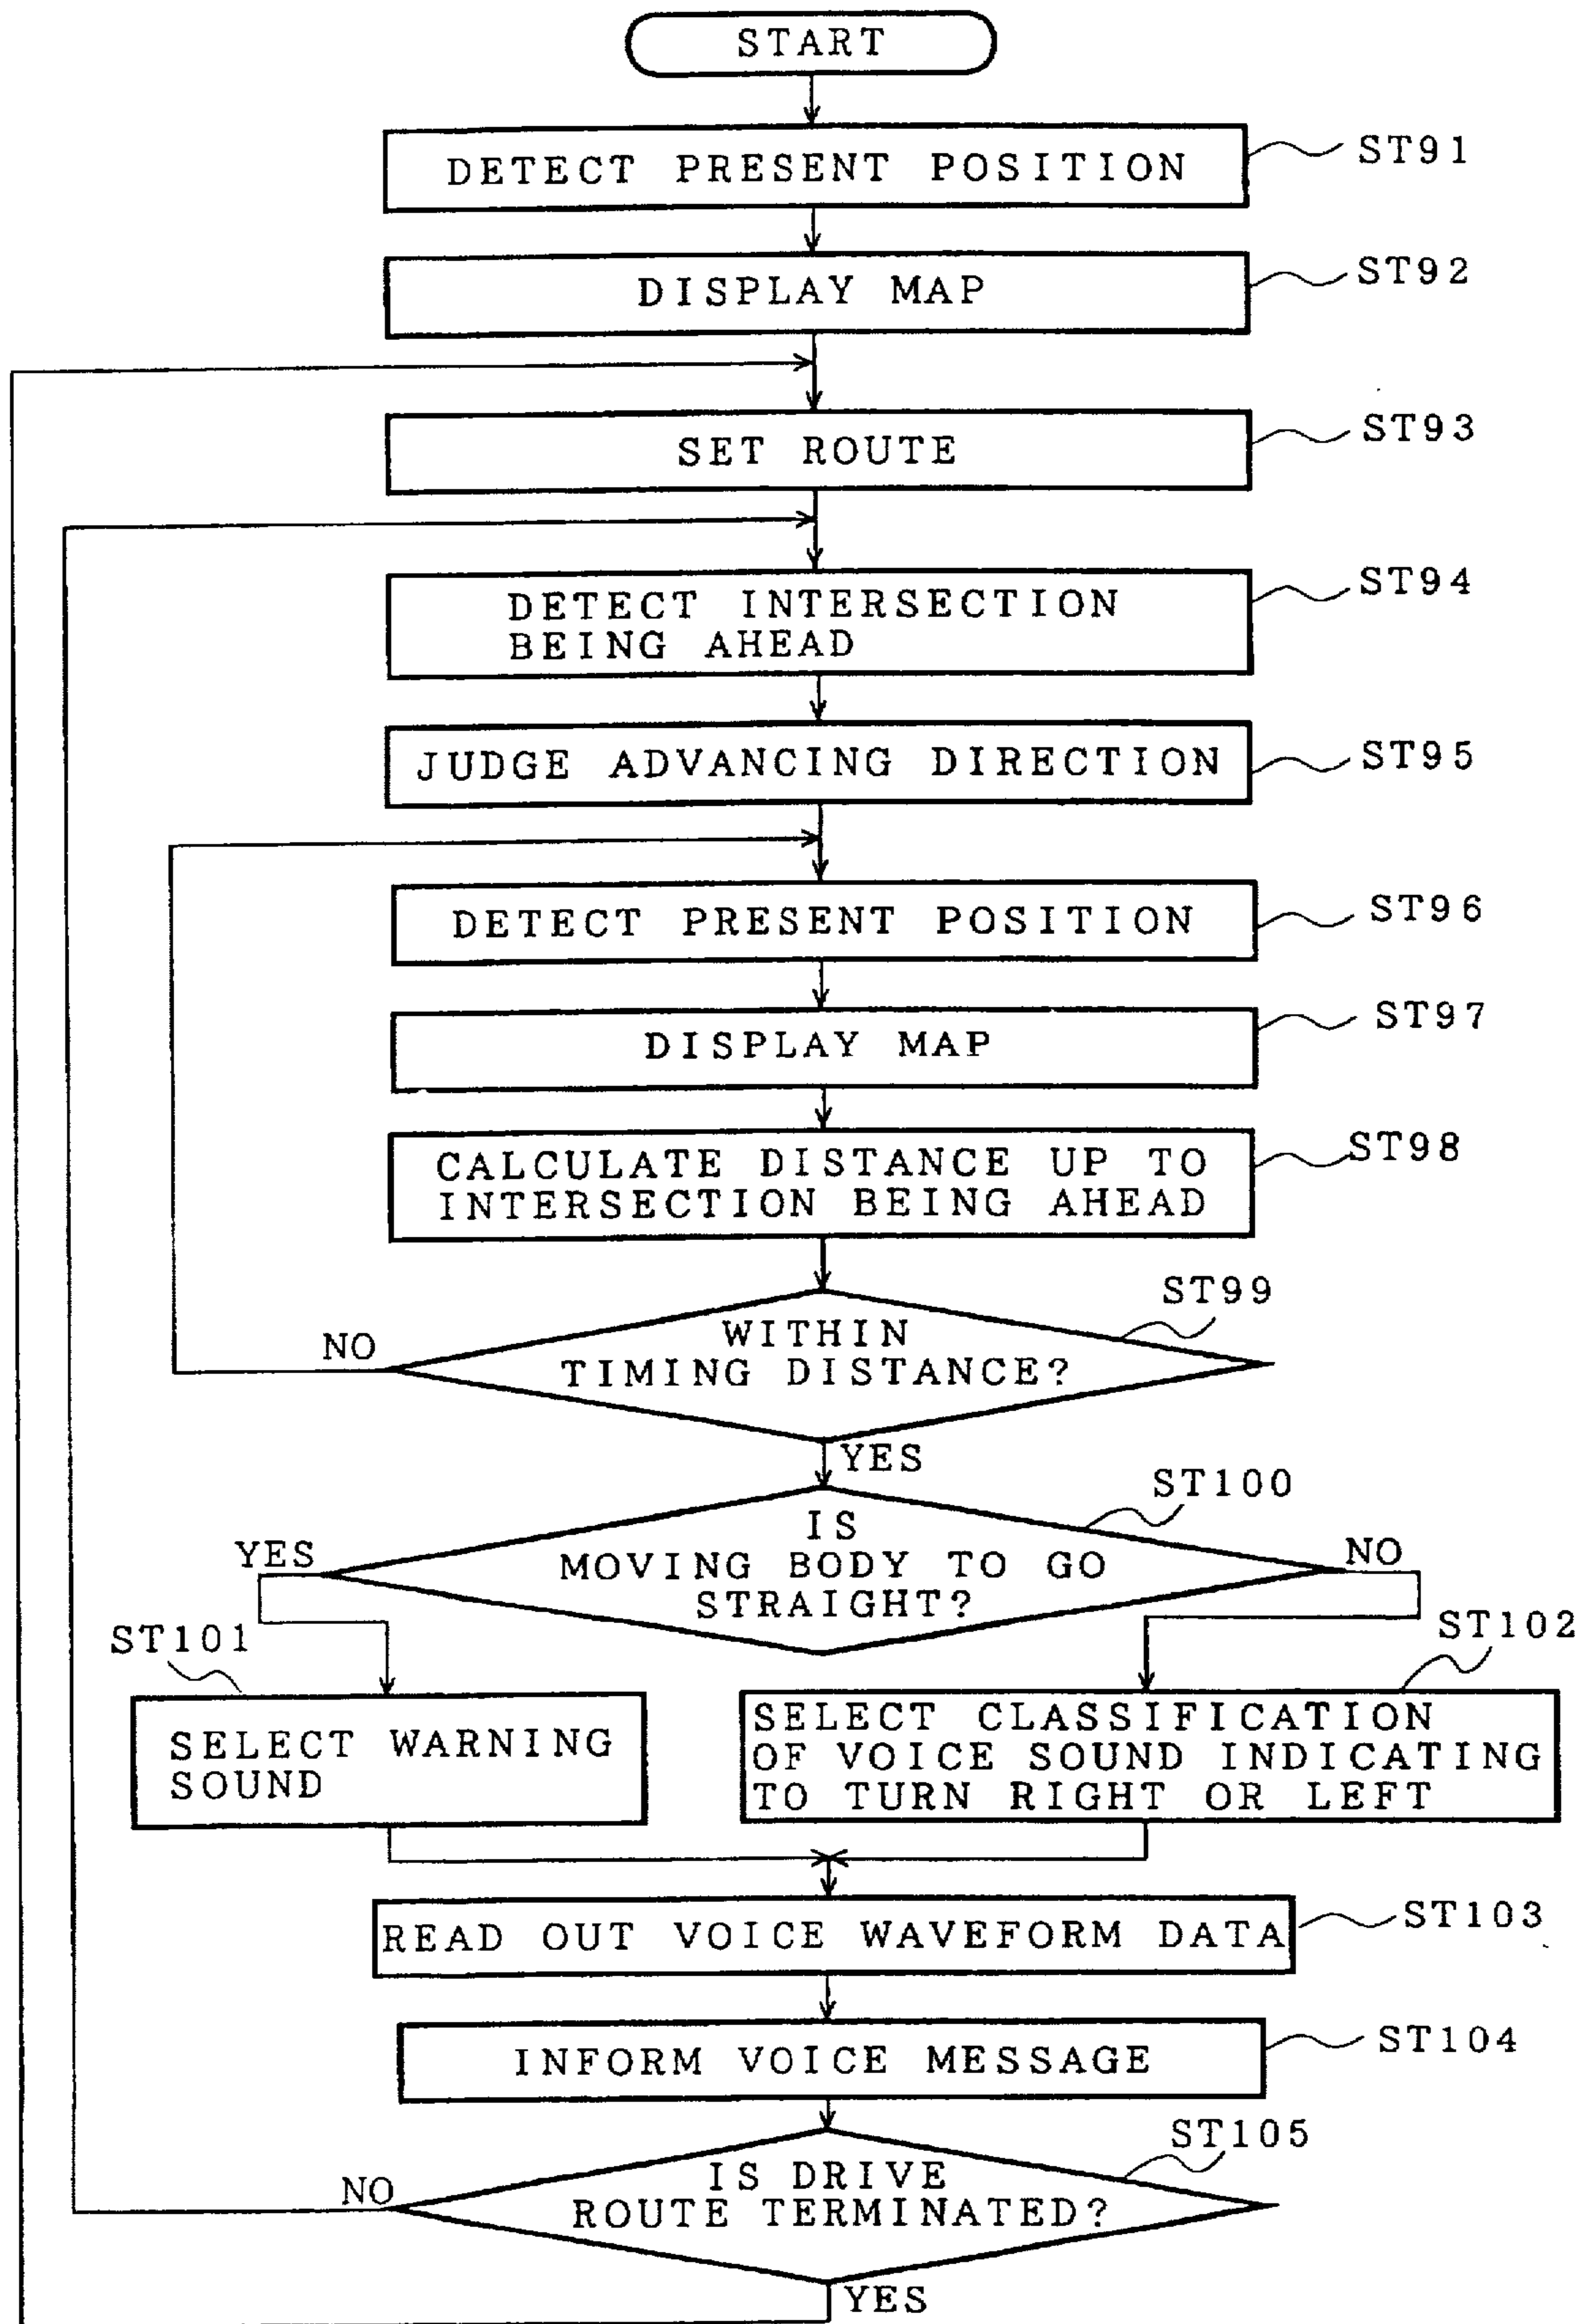 START
DETECT PRESENT POSITION
ST91
DISPLAY MAP
ST92
SET ROUTE
ST93
DETECT INTERSECTION
BEING AHEAD
ST94
JUDGE ADVANCING DIRECTION
ST95
DETECT PRESENT POSITION
ST96
DISPLAY MAP
ST97
CALCULATE DISTANCE UP TO
INTERSECTION BEING AHEAD
ST98
ST99
WITHIN
TIMING DISTANCE?
NO
YES
ST100
IS
MOVING BODY TO GO
STRAIGHT?
YES
NO
ST101
SELECT WARNING
SOUND
ST102
SELECT CLASSIFICATION
OF VOICE SOUND INDICATING
TO TURN RIGHT OR LEFT
READ OUT VOICE WAVEFORM DATA
ST103
INFORM VOICE MESSAGE
ST104
ST105
IS DRIVE
ROUTE TERMINATED?
NO
YES